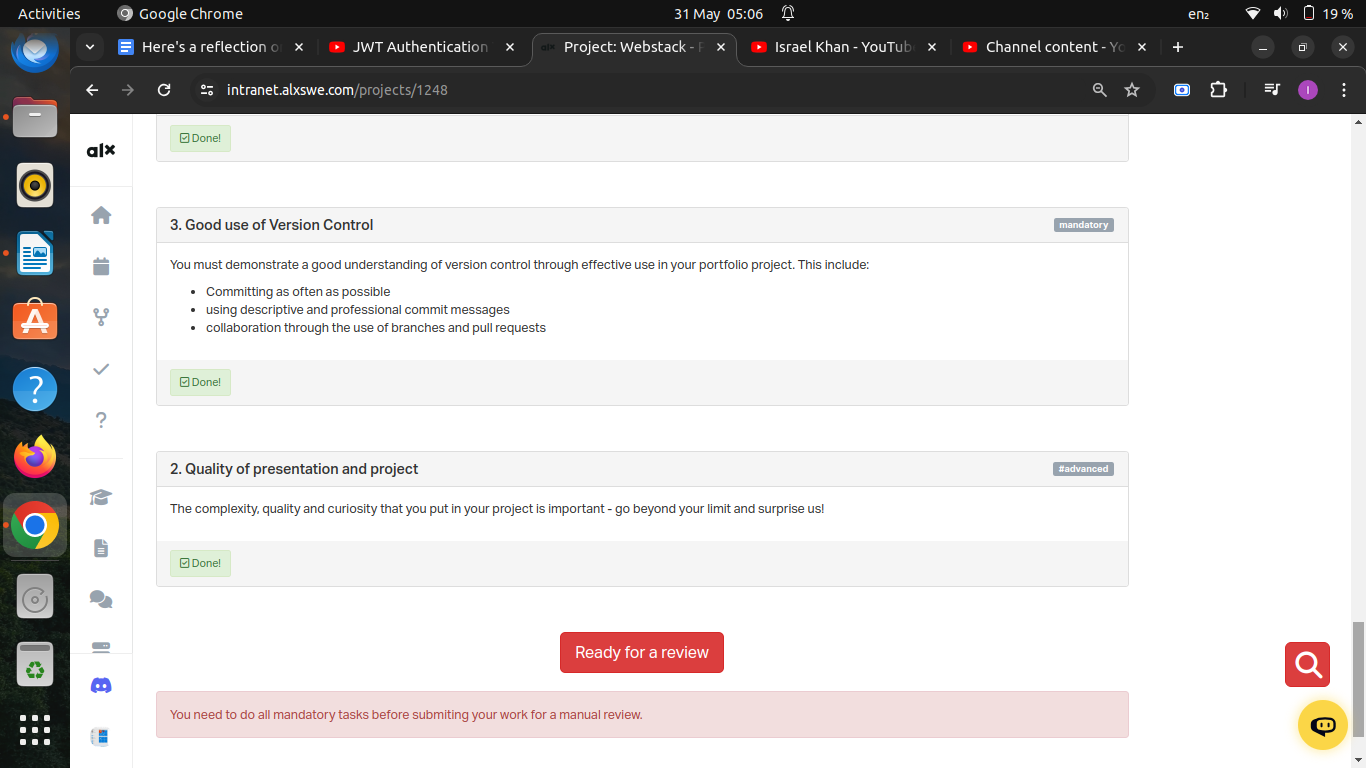 Activities
Google Chrome
31 May 05:06
en₂
19 %
Here's a reflection o
JWT Authentication
Project: Webstack - P
Israel Khan - YouTub
Channel content - Yo
intranet.alxswe.com/projects/1248
I
alx
Done!
3. Good use of Version Control
mandatory
You must demonstrate a good understanding of version control through effective use in your portfolio project. This include:
Committing as often as possible
using descriptive and professional commit messages
collaboration through the use of branches and pull requests
Done!
2. Quality of presentation and project
#advanced
The complexity, quality and curiosity that you put in your project is important - go beyond your limit and surprise us!
Done!
Ready for a review
You need to do all mandatory tasks before submiting your work for a manual review.